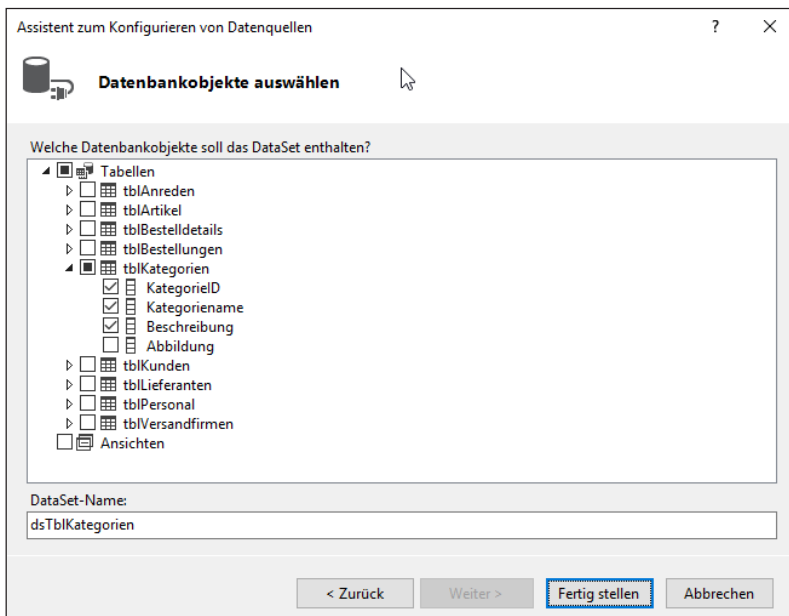 Assistent zum Konfigurieren von Datenquellen
Datenbankobjekte auswählen
Welche Datenbankobjekte soll das DataSet enthalten?
Tabellen
tblAnreden
tblArtikel
tblBestelldetails
tblBestellungen
tblKategorien
KategorieID
Kategoriename
Beschreibung
Abbildung
tblKunden
tblLieferanten
tblPersonal
tblVersandfirmen
Ansichten
DataSet-Name:
dsTblKategorien
< Zurück Weiter > Fertig stellen Abbrechen